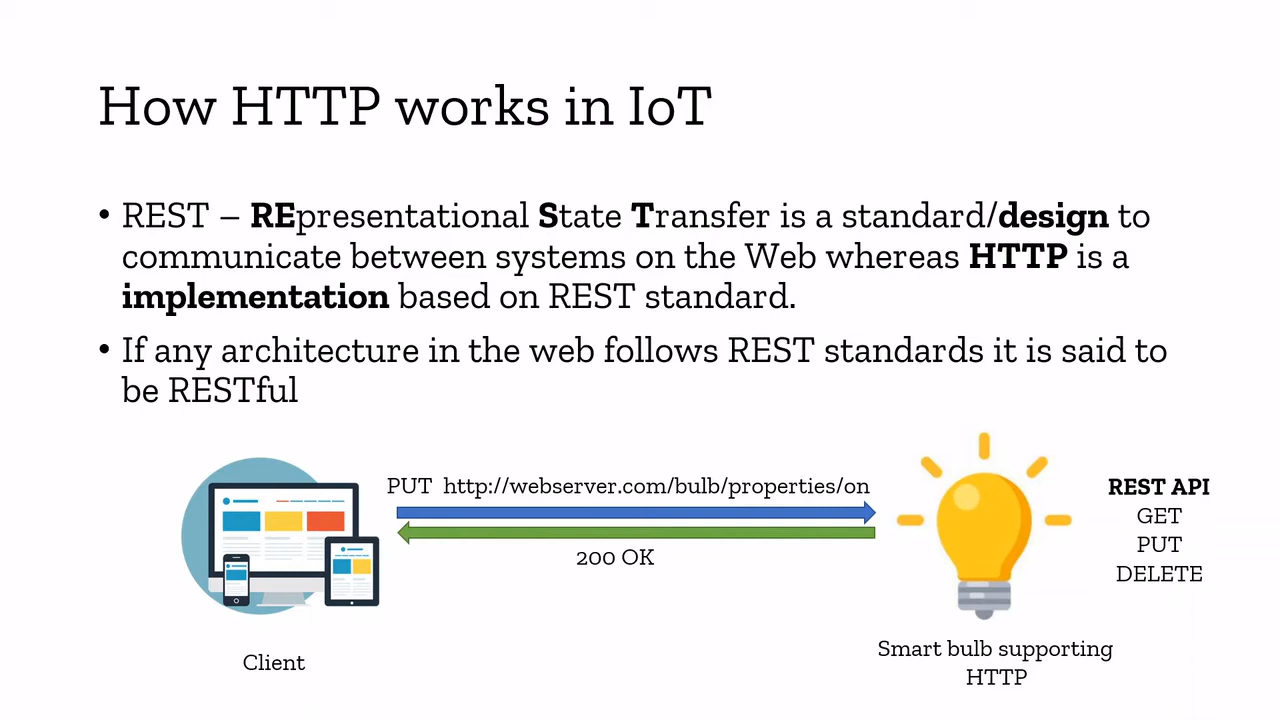 How HTTP works in IoT
• REST – REpresentational State Transfer is a standard/design to
communicate between systems on the Web whereas HTTP is a
implementation based on REST standard.
• If any architecture in the web follows REST standards it is said to
be RESTful
PUT http://webserver.com/bulb/properties/on
200 OK
REST API
GET
PUT
DELETE
Client
Smart bulb supporting
HTTP